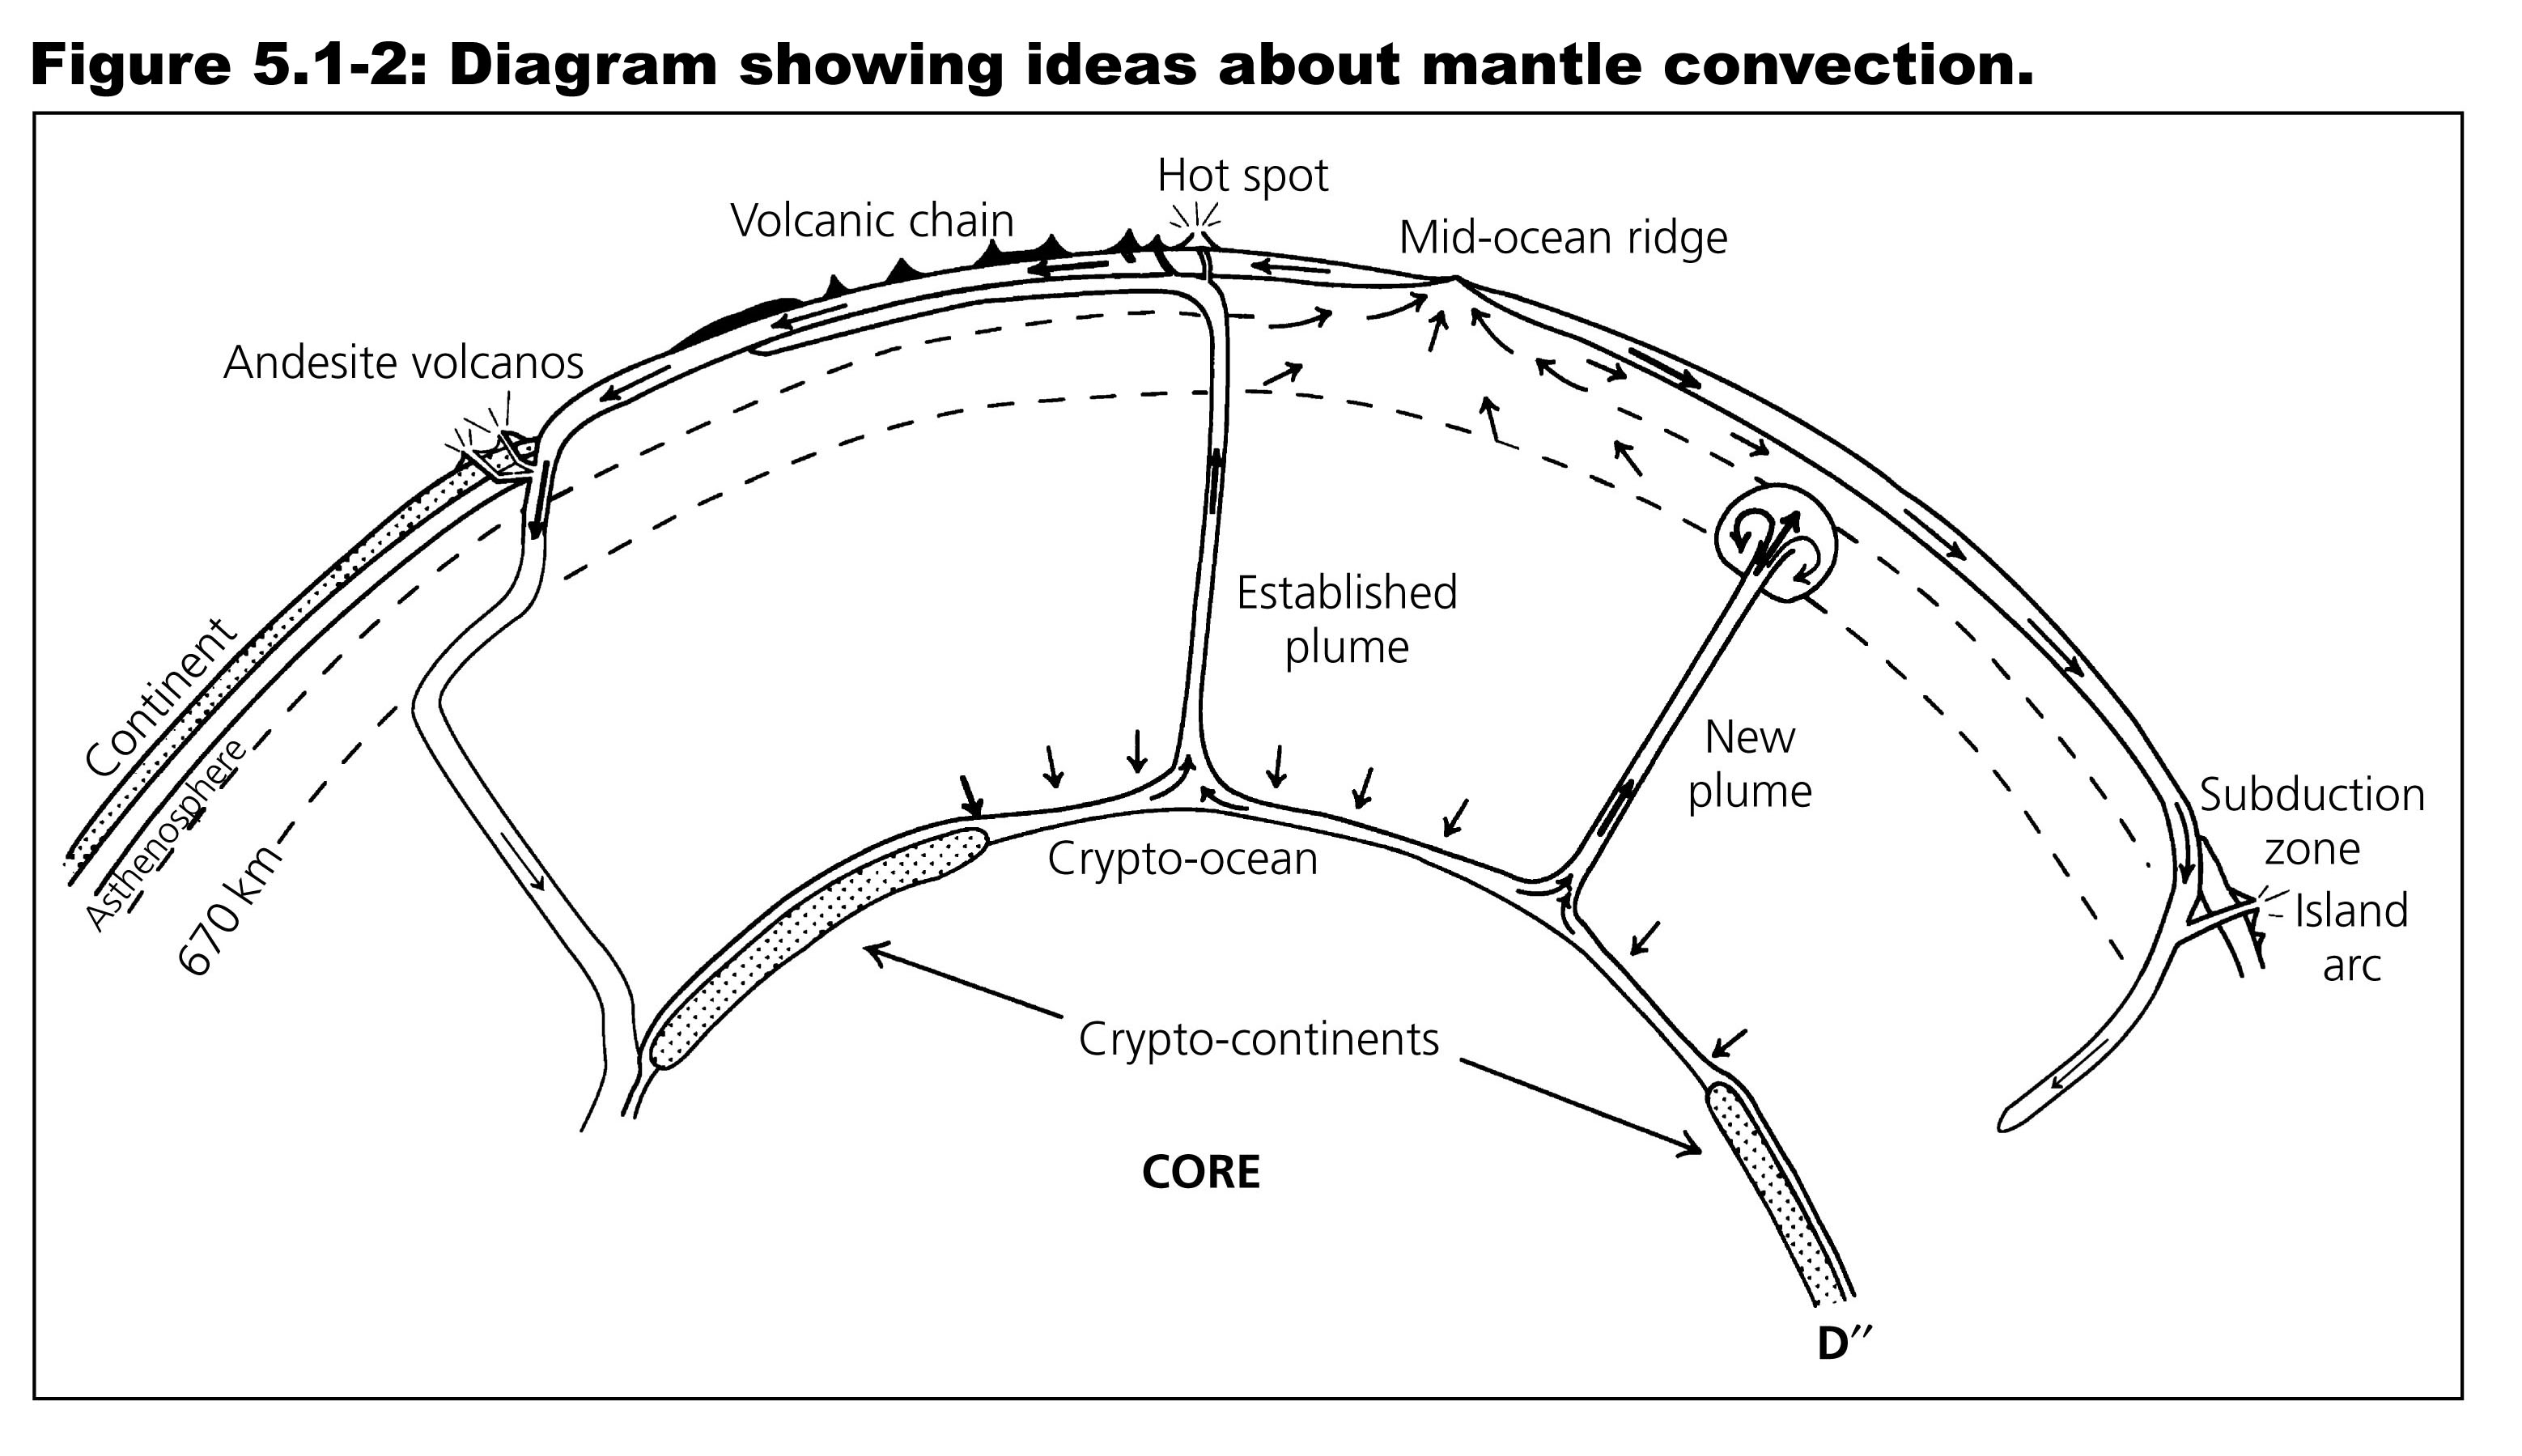 Figure 5.1-2: Diagram showing ideas about mantle convection.
Hot spot
Volcanic chain
Mid-ocean ridge
Andesite volcanos
Established
plume
Continent
New
plume
Asthenosphere
Subduction
zone
670 km
Crypto-ocean
Island
arc
Crypto-continents
CORE
D″